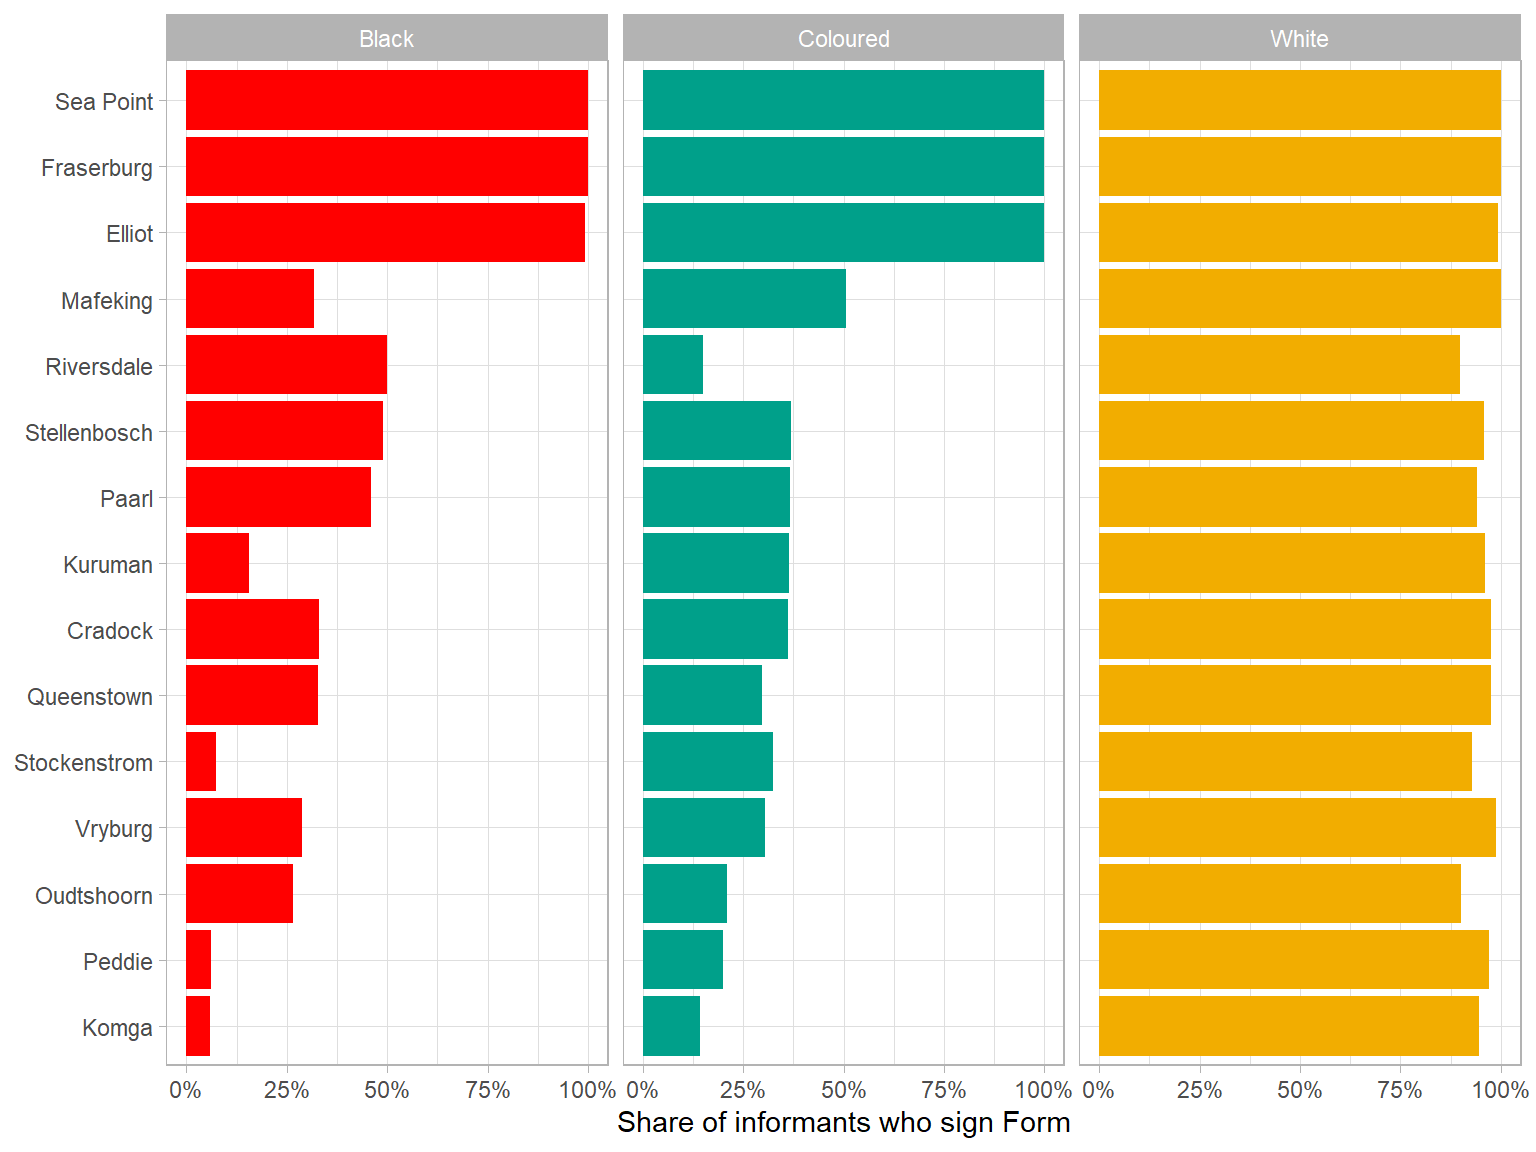 Black Coloured White
Sea Point
Fraserburg
Elliot
Mafeking
Riversdale
Stellenbosch
Paarl
Kuruman
Cradock
Queenstown
Stockenstrom
Vryburg
Oudtshoorn
Peddie
Komga
0% 25% 50% 75% 100% 0% 25% 50% 75% 100% 0% 25% 50% 75% 100%
Share of informants who sign Form